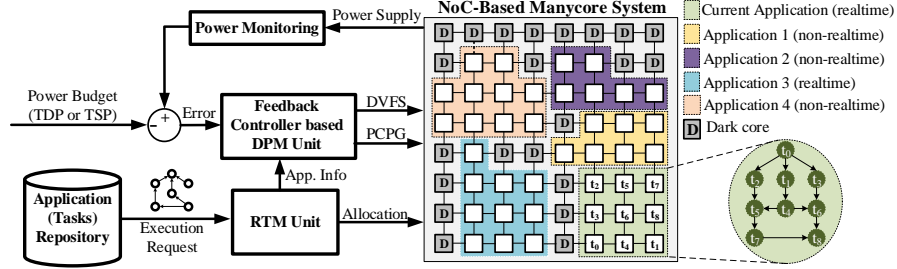 NoC-Based Manycore System
Power Supply
Power Monitoring
Power Budget
(TDP or TSP)
− +
Error
Feedback
Controller based
DPM Unit
DVFS
PCPG
App. Info
Application
(Tasks)
Repository
Execution
Request
RTM Unit
Allocation
D D D D D D D D
D D D D
D
D D D
D D t2 t5 t7
D D t3 t6 t8
D D t0 t4 t1
Current Application (realtime)
Application 1 (non-realtime)
Application 2 (non-realtime)
Application 3 (realtime)
Application 4 (non-realtime)
D Dark core
t0
t1
t5 t4 t6
t7 t8